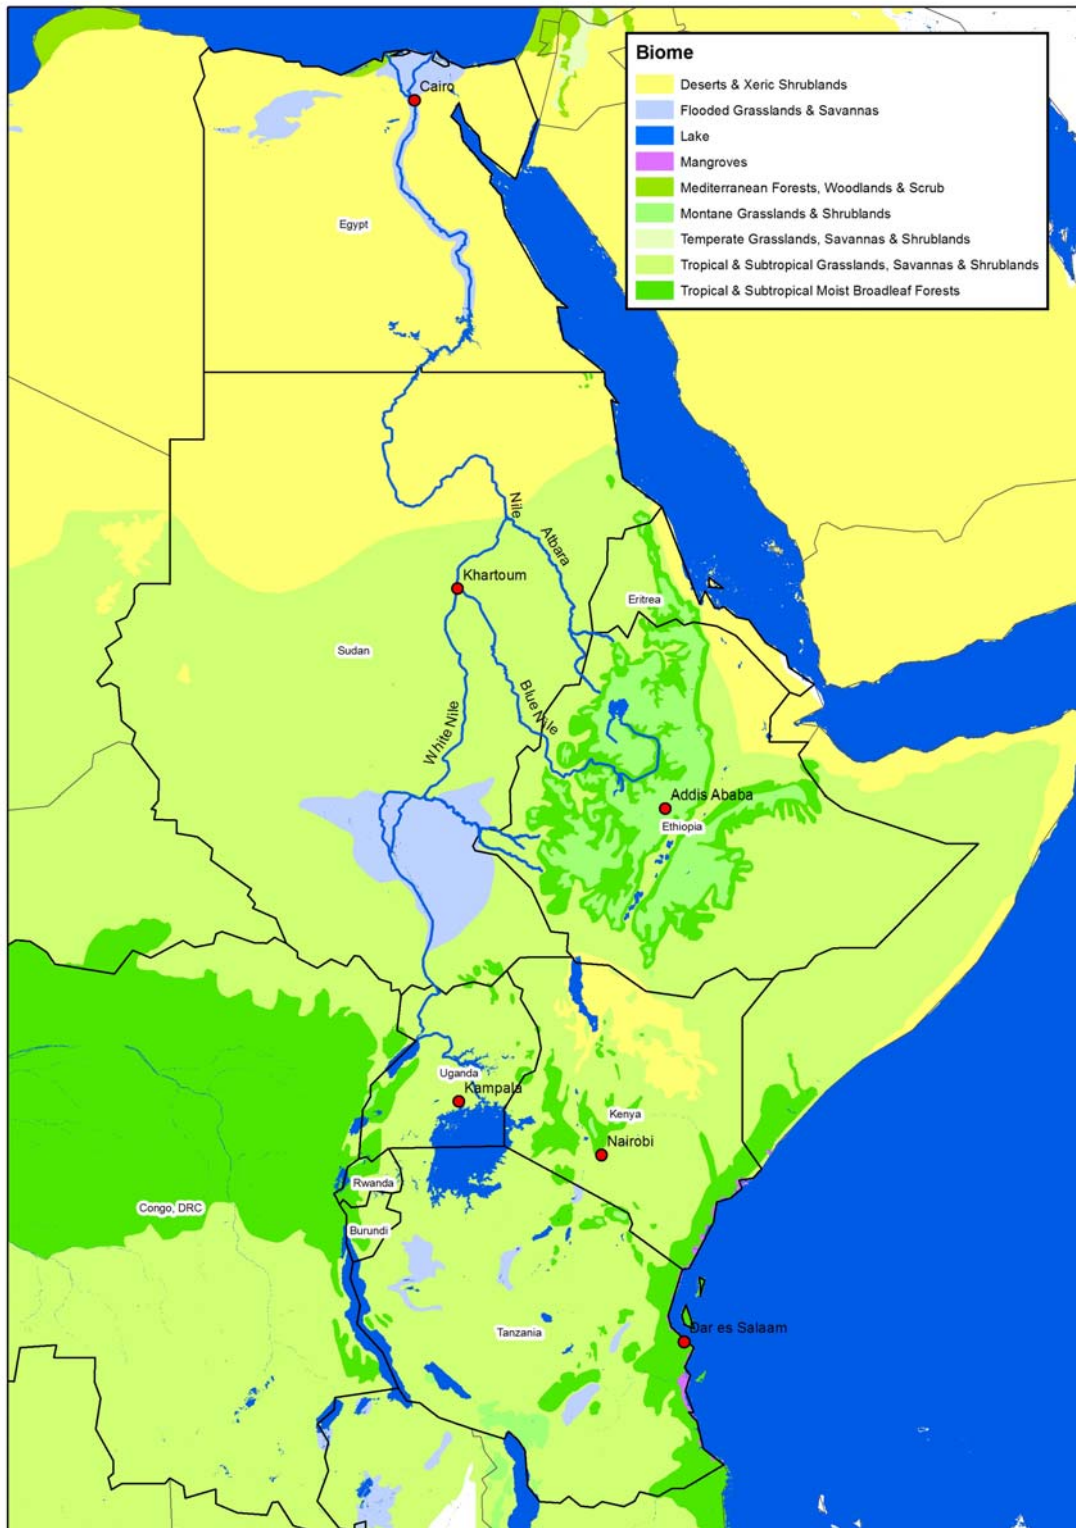 Biome
Deserts & Xeric Shrublands
Flooded Grasslands & Savannas
Lake
Mangroves
Mediterranean Forests, Woodlands & Scrub
Montane Grasslands & Shrublands
Temperate Grasslands, Savannas & Shrublands
Tropical & Subtropical Grasslands, Savannas & Shrublands
Tropical & Subtropical Moist Broadleaf Forests
Cairo
Egypt
Nile
Atbara
Khartoum
Eritrea
Sudan
Blue Nile
White Nile
Addis Ababa
Ethiopia
Uganda
Kampala
Kenya
Nairobi
Rwanda
Congo, DRC
Burundi
Tanzania
Dar es Salaam